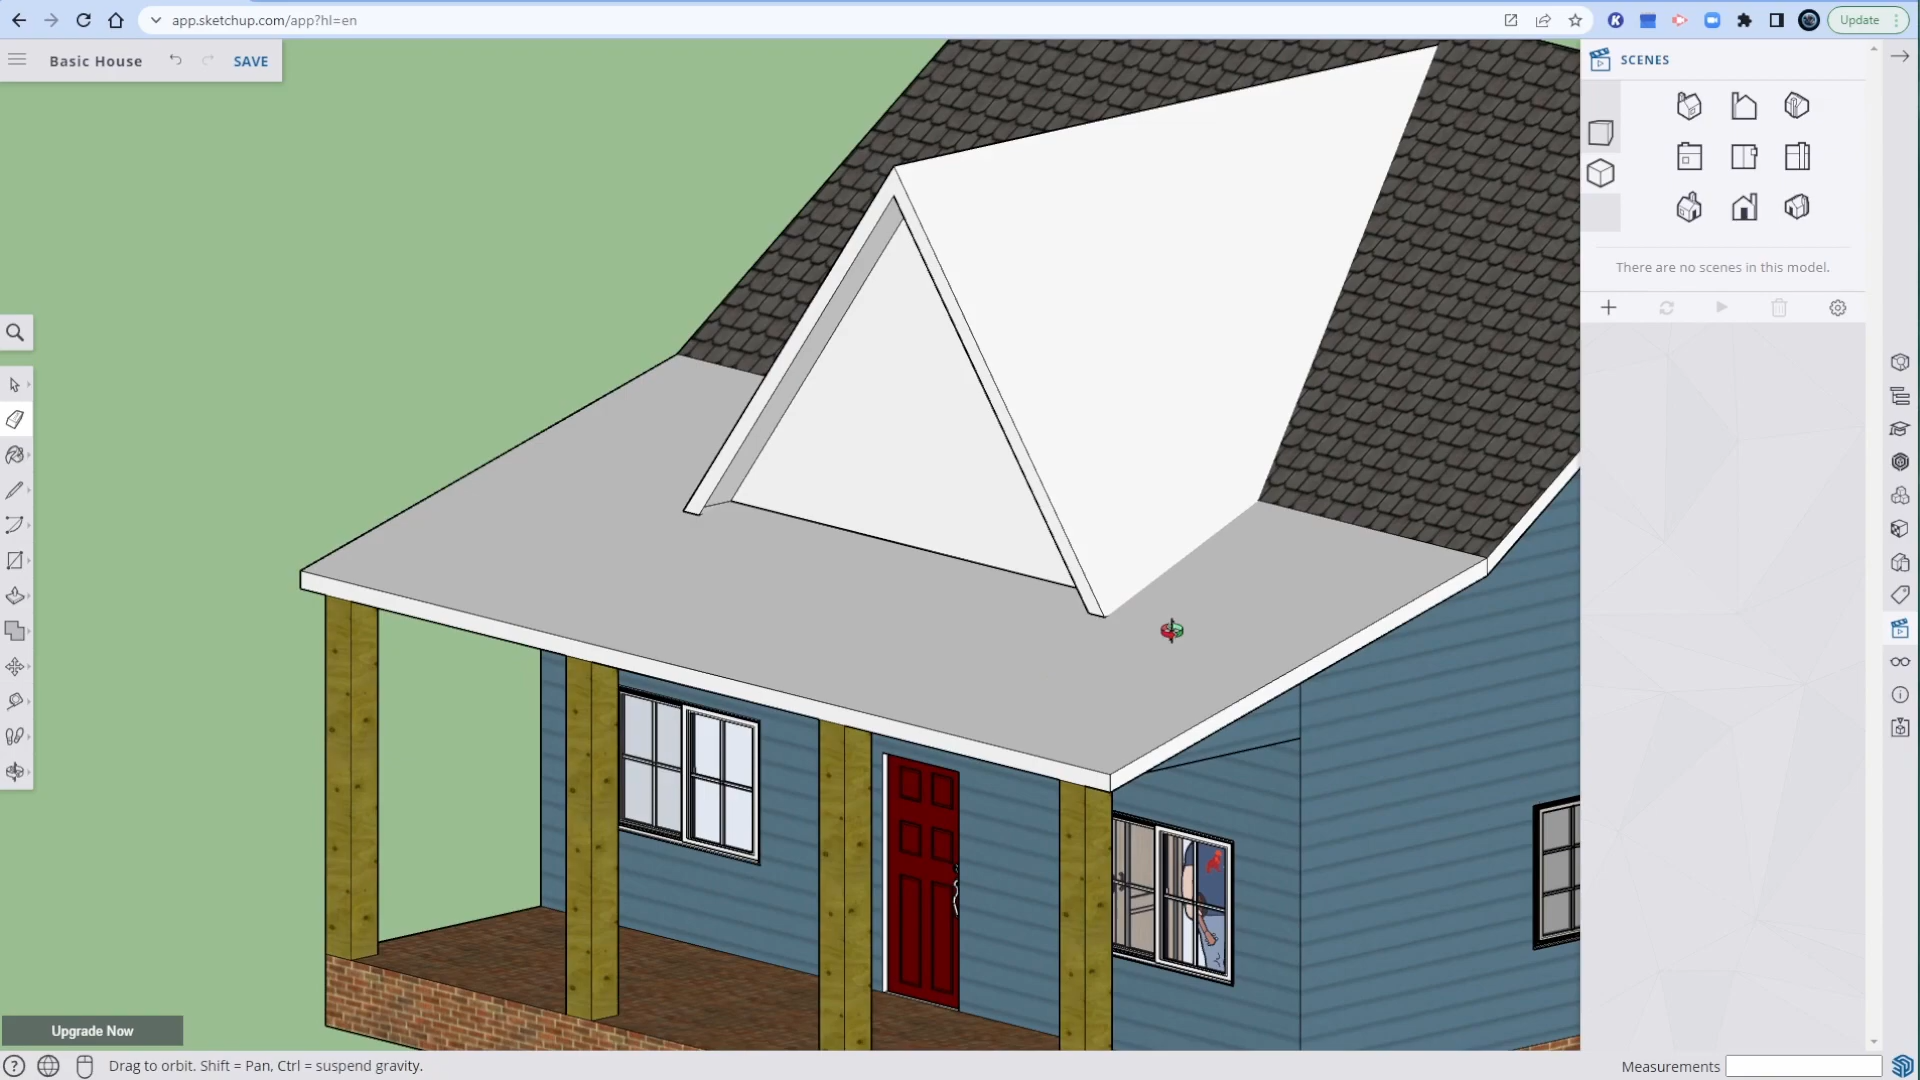 app.sketchup.com/app?hl=en
Update
Basic House
SAVE
SCENES
There are no scenes in this model.
Upgrade Now
Drag to orbit. Shift = Pan, Ctrl = suspend gravity.
Measurements